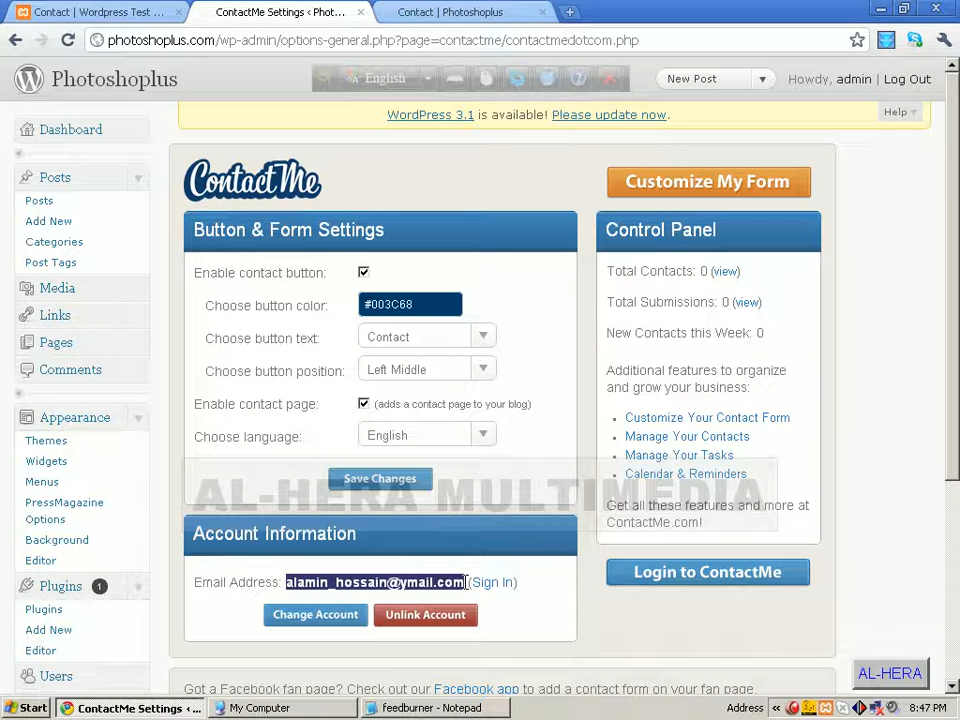 Contact | Wordpress Test ...
ContactMe Settings ‹ Phot...
Contact | Photoshoplus
photoshoplus.com/wp-admin/options-general.php?page=contactme/contactmedotcom.php
Photoshoplus
English
New Post
Howdy, admin | Log Out
WordPress 3.1 is available! Please update now.
Help
Dashboard
Posts
Posts
Add New
Categories
Post Tags
Media
Links
Pages
Comments
Appearance
Themes
Widgets
Menus
PressMagazine
Options
Background
Editor
Plugins 1
Plugins
Add New
Editor
Users
ContactMe
Customize My Form
Button & Form Settings
Enable contact button:
Choose button color: #003C68
Choose button text: Contact
Choose button position: Left Middle
Enable contact page: (adds a contact page to your blog)
Choose language: English
Save Changes
AL-HERA MULTIMEDIA
Account Information
Email Address: alamin_hossain@ymail.com (Sign In)
Change Account
Unlink Account
Control Panel
Total Contacts: 0 (view)
Total Submissions: 0 (view)
New Contacts this Week: 0
Additional features to organize
and grow your business:
Customize Your Contact Form
Manage Your Contacts
Manage Your Tasks
Calendar & Reminders
Get all these features and more at
ContactMe.com!
Login to ContactMe
Got a Facebook fan page? Check out our Facebook app to add a contact form on your fan page.
AL-HERA
Start
ContactMe Settings ‹ ...
My Computer
feedburner - Notepad
Address
8:47 PM